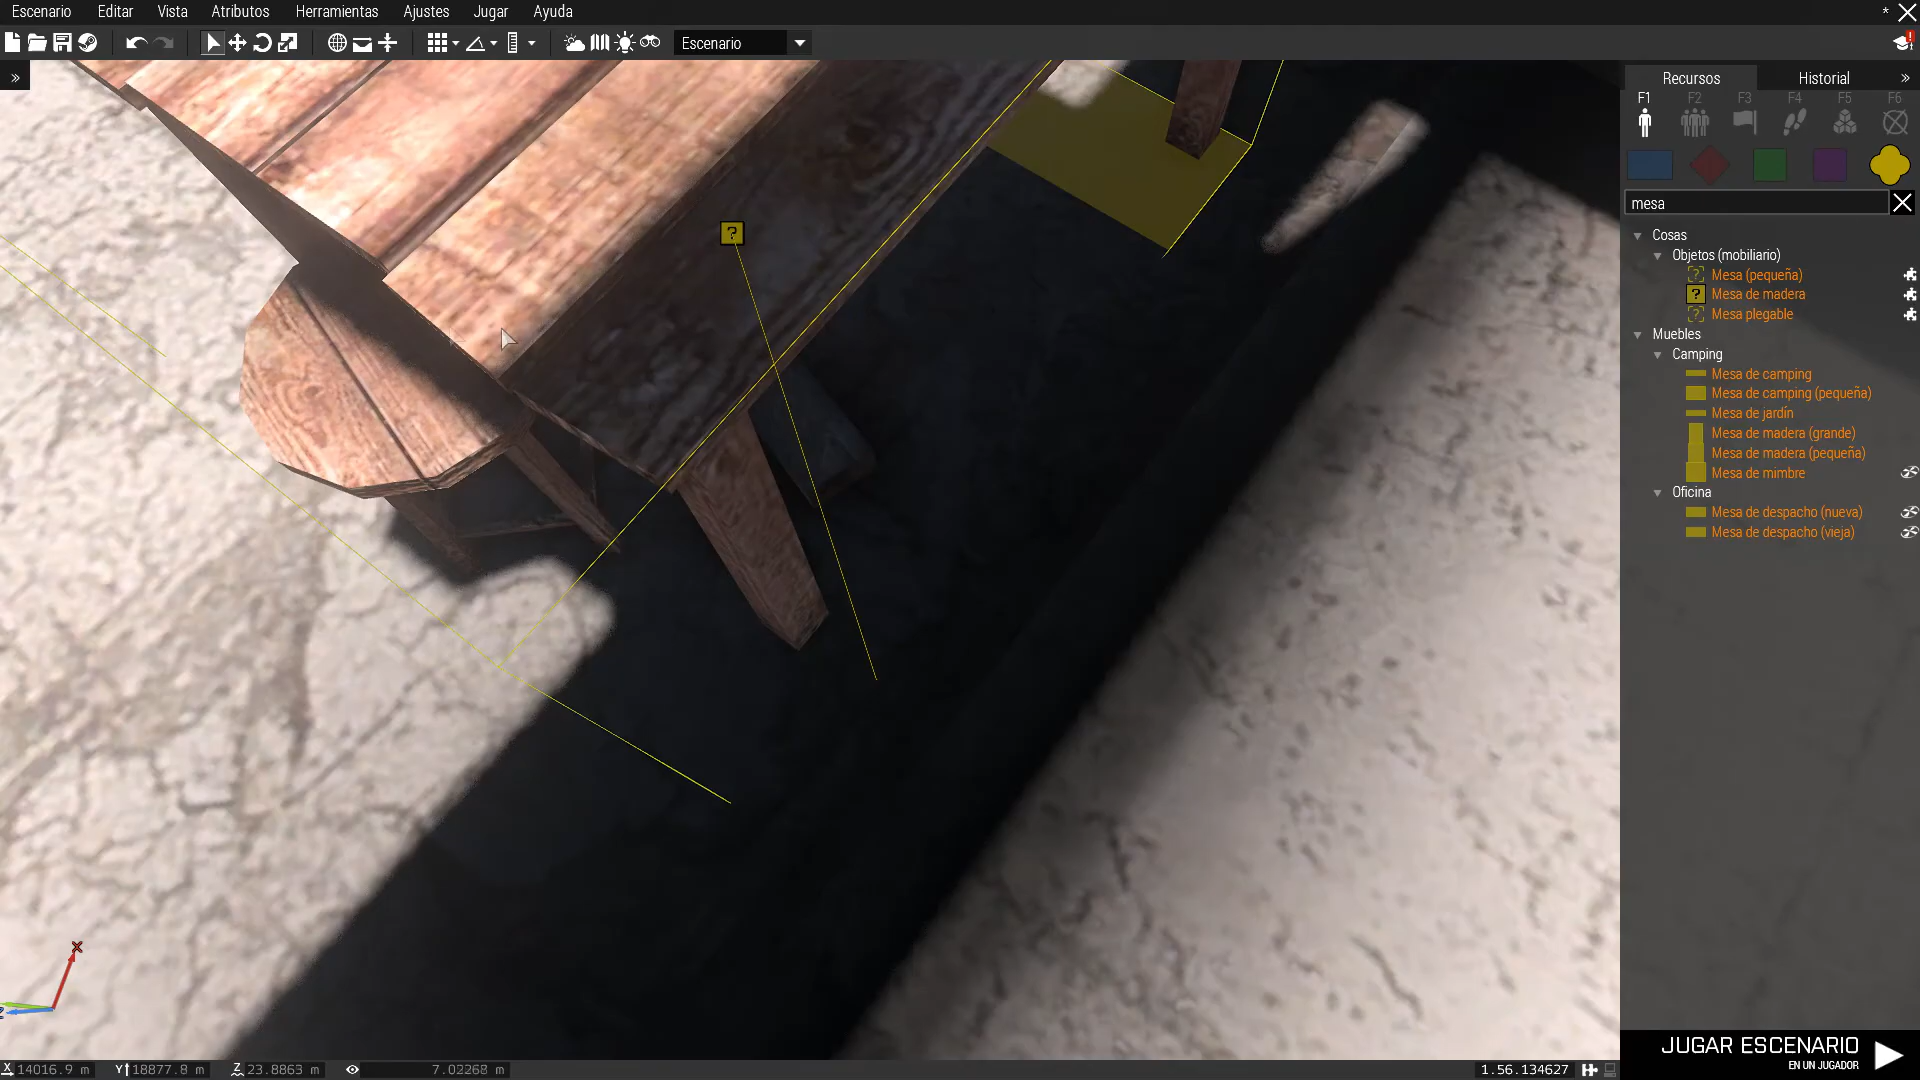 Escenario Editar Vista Atributos Herramientas Ajustes Jugar Ayuda *
Escenario
»
Recursos Historial »
F1 F2 F3 F4 F5 F6
mesa
Cosas
Objetos (mobiliario)
? Mesa (pequeña)
? Mesa de madera
? Mesa plegable
Muebles
Camping
Mesa de camping
Mesa de camping (pequeña)
Mesa de jardín
Mesa de madera (grande)
Mesa de madera (pequeña)
Mesa de mimbre
Oficina
Mesa de despacho (nueva)
Mesa de despacho (vieja)
?
X
Z
JUGAR ESCENARIO
EN UN JUGADOR
X 14016.9 m Y 18877.8 m Z 23.8863 m 7.02268 m 1.56.134627